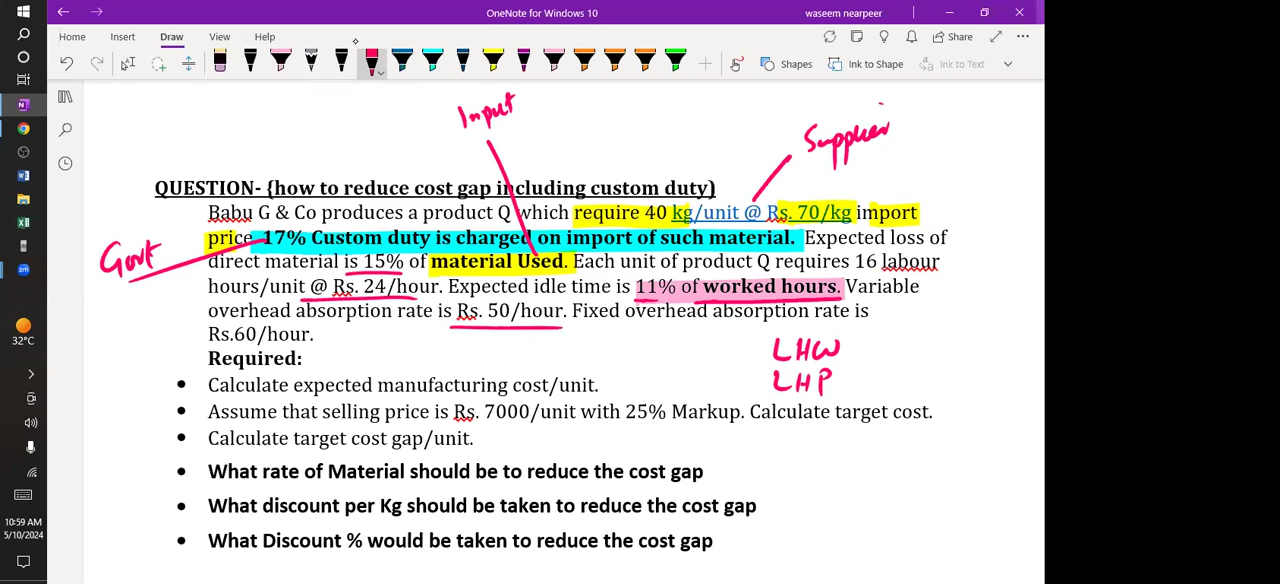 OneNote for Windows 10
waseem nearpeer
Home Insert Draw View Help
Share
Shapes
Ink to Shape
Ink to Text
Input
Supplier
QUESTION- {how to reduce cost gap including custom duty}
Babu G & Co produces a product Q which require 40 kg/unit @ Rs. 70/kg import
price 17% Custom duty is charged on import of such material. Expected loss of
Govt
direct material is 15% of material Used. Each unit of product Q requires 16 labour
hours/unit @ Rs. 24/hour. Expected idle time is 11% of worked hours. Variable
overhead absorption rate is Rs. 50/hour. Fixed overhead absorption rate is
Rs.60/hour.
LHW
Required:
LHP
• Calculate expected manufacturing cost/unit.
• Assume that selling price is Rs. 7000/unit with 25% Markup. Calculate target cost.
• Calculate target cost gap/unit.
• What rate of Material should be to reduce the cost gap
• What discount per Kg should be taken to reduce the cost gap
• What Discount % would be taken to reduce the cost gap
32°C
10:59 AM
5/10/2024